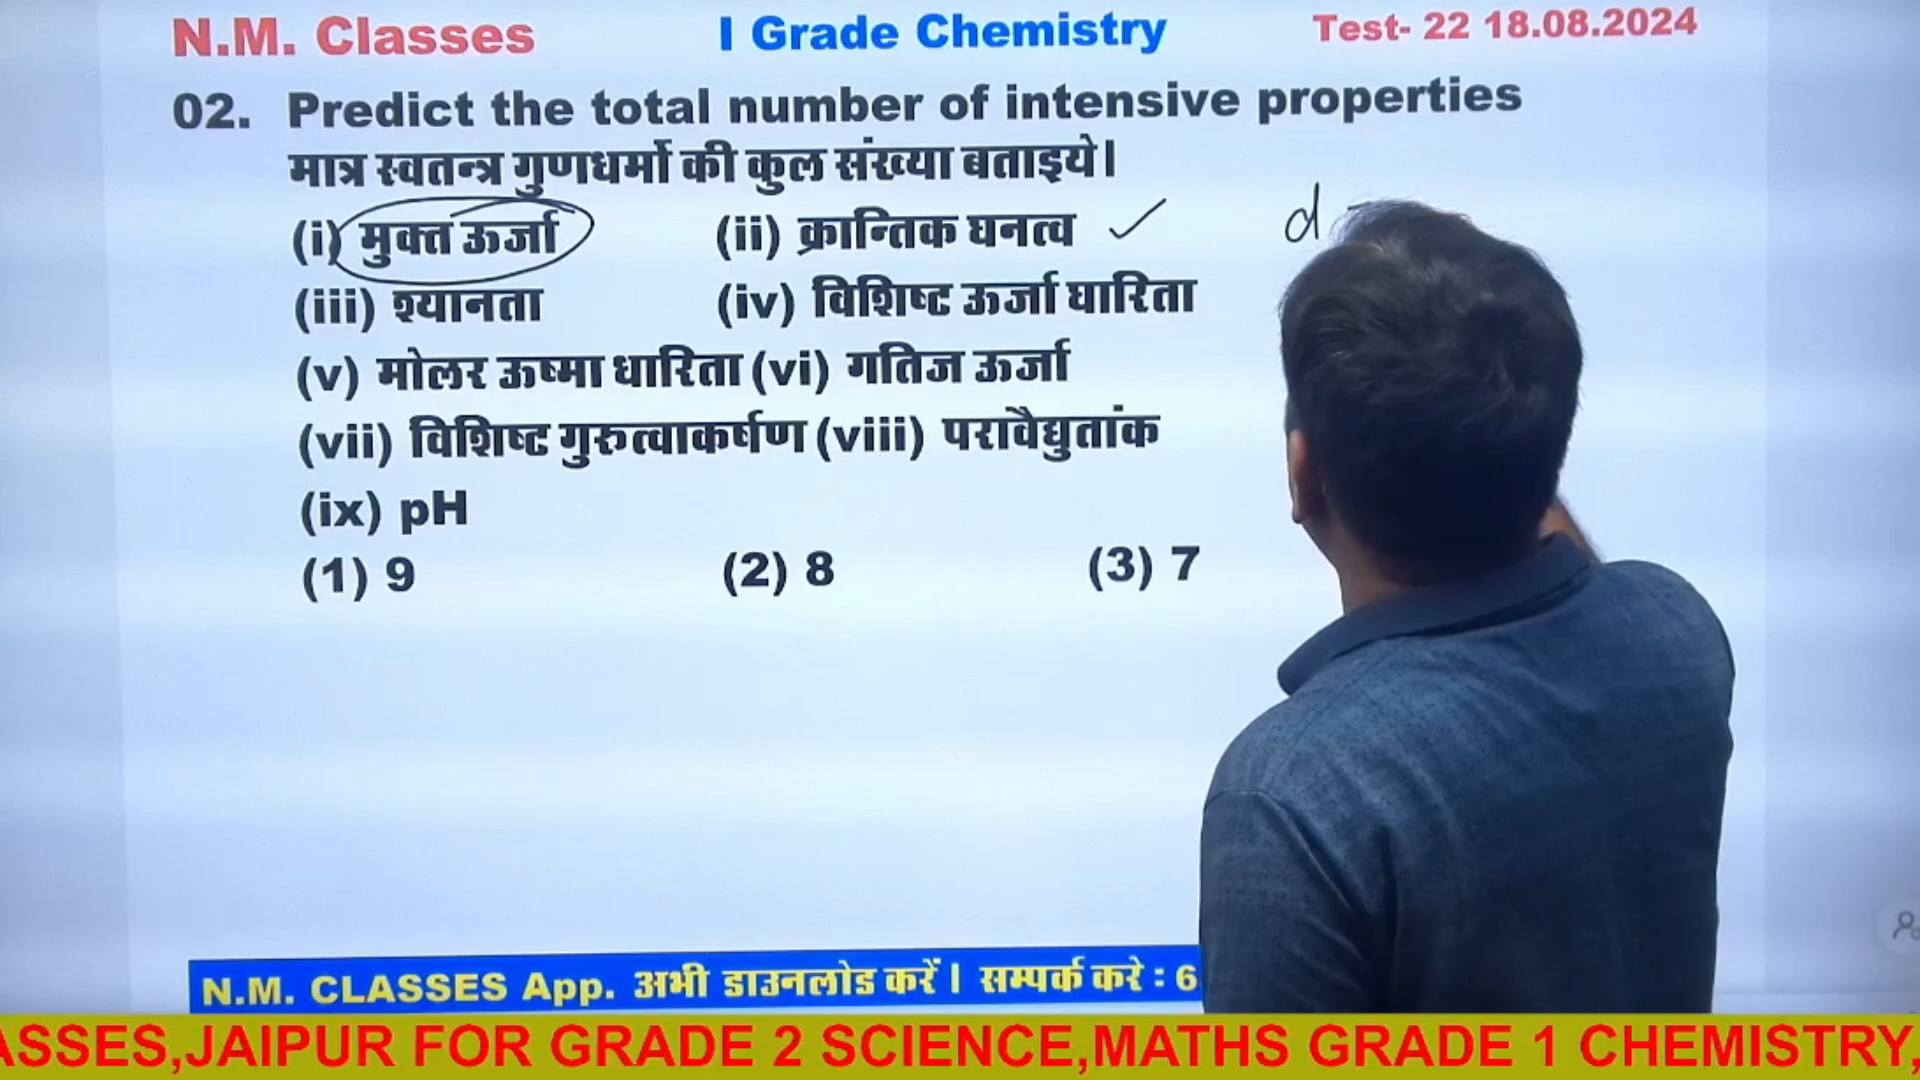 N.M. Classes I Grade Chemistry Test- 22 18.08.2024
02. Predict the total number of intensive properties
मात्र स्वतन्त्र गुणधर्मो की कुल संख्या बताइये।
(i) मुक्त ऊर्जा (ii) क्रान्तिक घनत्व d
(iii) श्यानता (iv) विशिष्ट ऊर्जा धारिता
(v) मोलर ऊष्मा धारिता (vi) गतिज ऊर्जा
(vii) विशिष्ट गुरुत्वाकर्षण (viii) परावैद्युतांक
(ix) pH
(1) 9 (2) 8 (3) 7
N.M. CLASSES App. अभी डाउनलोड करें। सम्पर्क करे : 6
ASSES,JAIPUR FOR GRADE 2 SCIENCE,MATHS GRADE 1 CHEMISTRY,